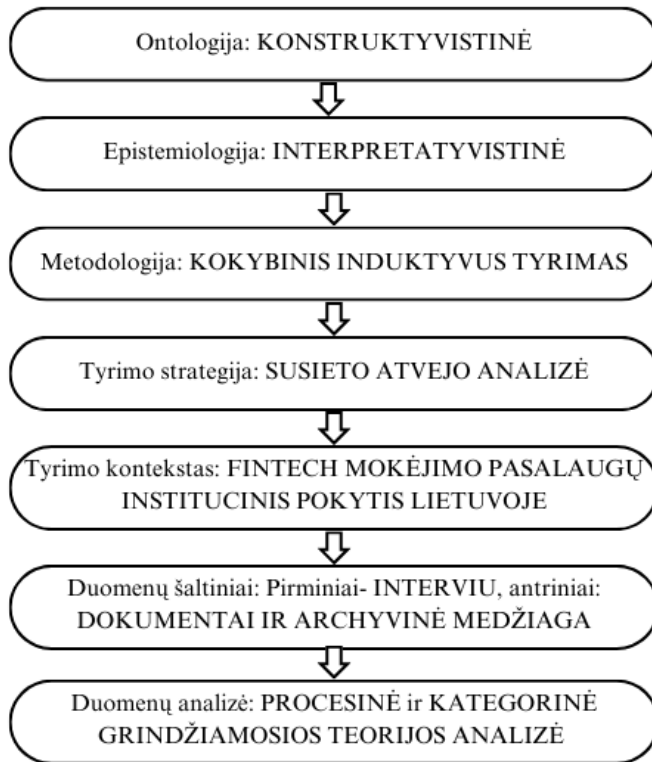 Ontologija: KONSTRUKTYVISTINĖ
Epistemiologija: INTERPRETATYVISTINĖ
Metodologija: KOKYBINIS INDUKTYVUS TYRIMAS
Tyrimo strategija: SUSIETO ATVEJO ANALIZĖ
Tyrimo kontekstas: FINTECH MOKĖJIMO PASALAUGŲ
INSTITUCINIS POKYTIS LIETUVOJE
Duomenų šaltiniai: Pirminiai- INTERVIU, antriniai:
DOKUMENTAI IR ARCHYVINĖ MEDŽIAGA
Duomenų analizė: PROCESINĖ ir KATEGORINĖ
GRINDŽIAMOSIOS TEORIJOS ANALIZĖ